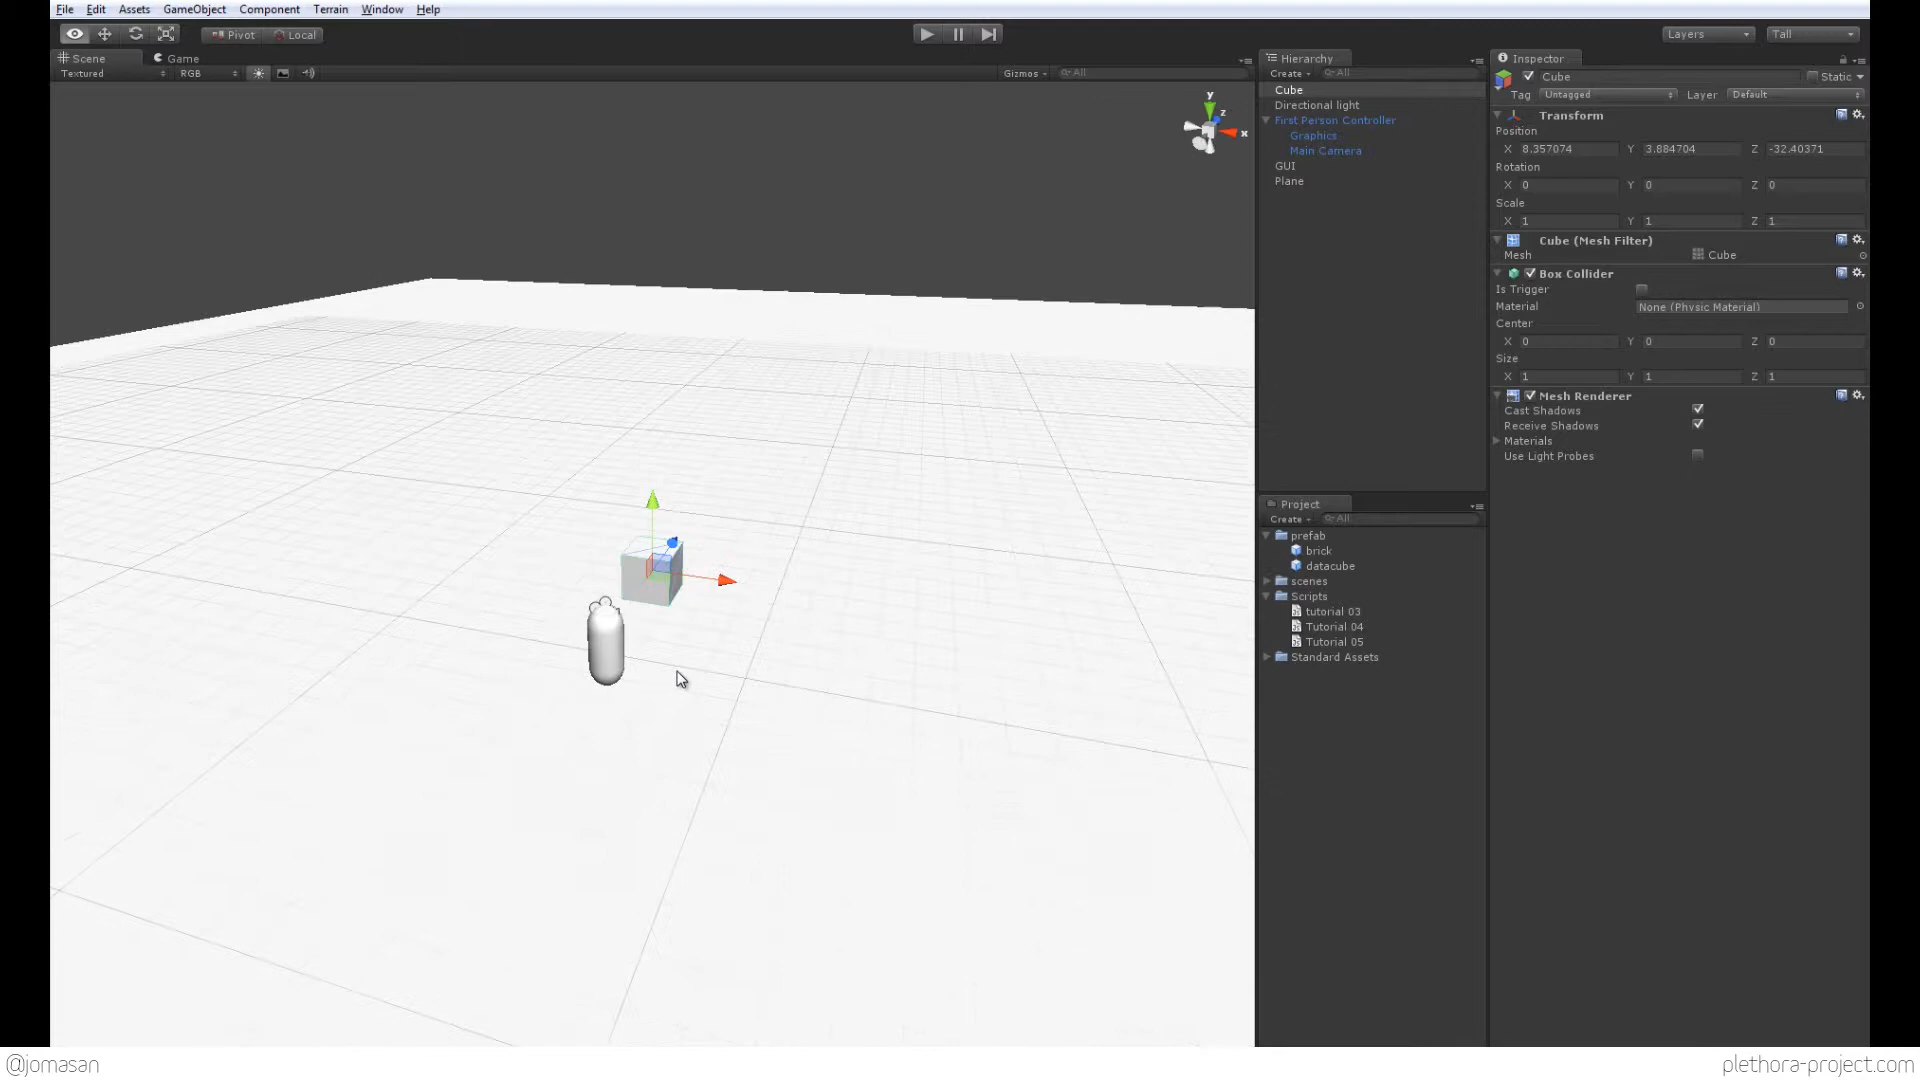 File Edit Assets GameObject Component Terrain Window Help
Pivot Local Layers Tall
Scene Game
Textured RGB Gizmos All
Hierarchy
Create All
Cube
Directional light
First Person Controller
Graphics
Main Camera
GUI
Plane
Project
Create All
prefab
brick
datacube
scenes
Scripts
tutorial 03
Tutorial 04
Tutorial 05
Standard Assets
Inspector
Cube Static
Tag Untagged Layer Default
Transform
Position
X 8.357074 Y 3.884704 Z -32.40371
Rotation
X 0 Y 0 Z 0
Scale
X 1 Y 1 Z 1
Cube (Mesh Filter)
Mesh Cube
Box Collider
Is Trigger
Material None (Physic Material)
Center
X 0 Y 0 Z 0
Size
X 1 Y 1 Z 1
Mesh Renderer
Cast Shadows
Receive Shadows
Materials
Use Light Probes
y
z
x
@jomasan
plethora-project.com